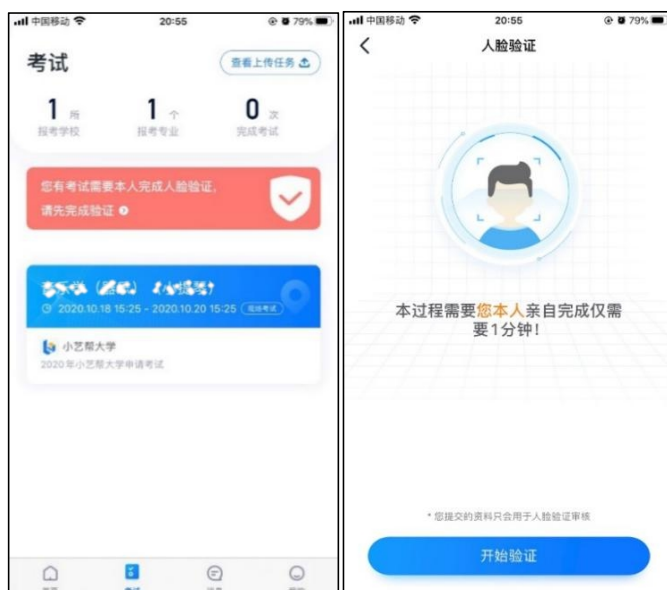 中国移动
20:55
79%
考试
查看上传任务
1 所
报考学校
1 个
报考专业
0 次
完成考试
您有考试需要本人完成人脸验证,
请先完成验证
2020.10.18 15:25 - 2020.10.20 15:25
小艺帮大学
2020年小艺帮大学申请考试
中国移动
20:55
79%
人脸验证
本过程需要您本人亲自完成仅需
要1分钟!
* 您提交的资料只会用于人脸验证审核
开始验证